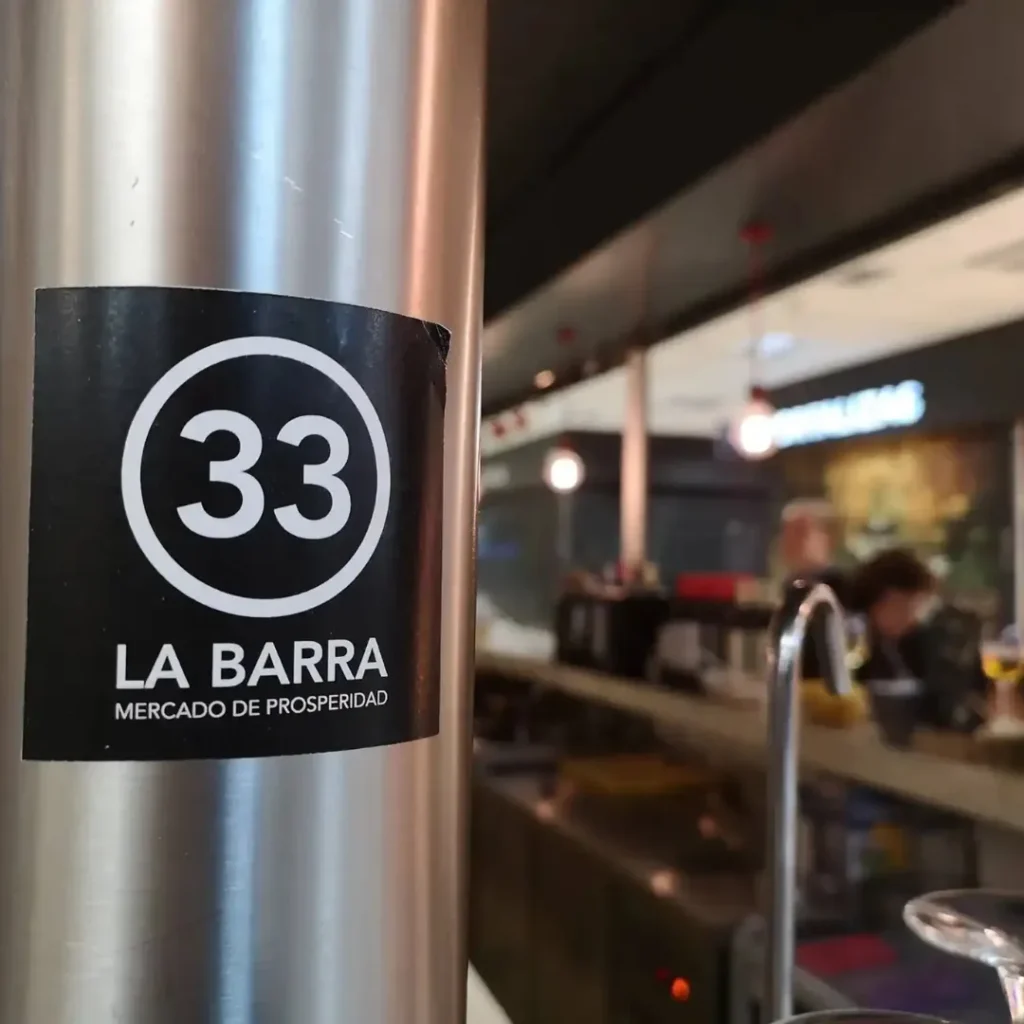 33
LA BARRA
MERCADO DE PROSPERIDAD